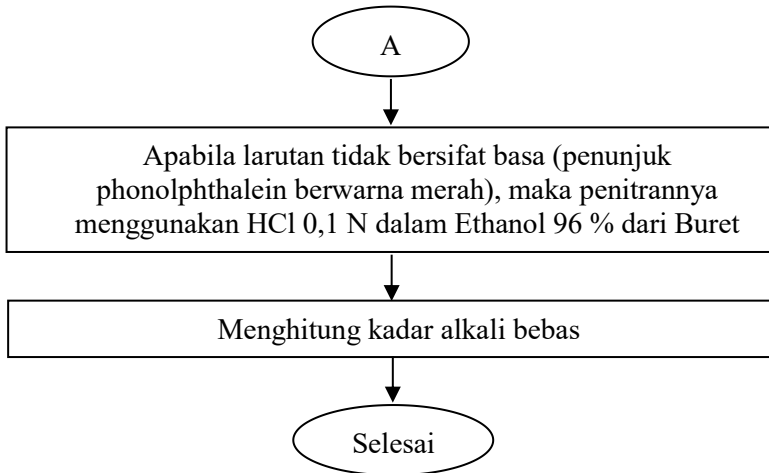 A
Apabila larutan tidak bersifat basa (penunjuk
phonolphthalein berwarna merah), maka penitrannya
menggunakan HCl 0,1 N dalam Ethanol 96 % dari Buret
Menghitung kadar alkali bebas
Selesai